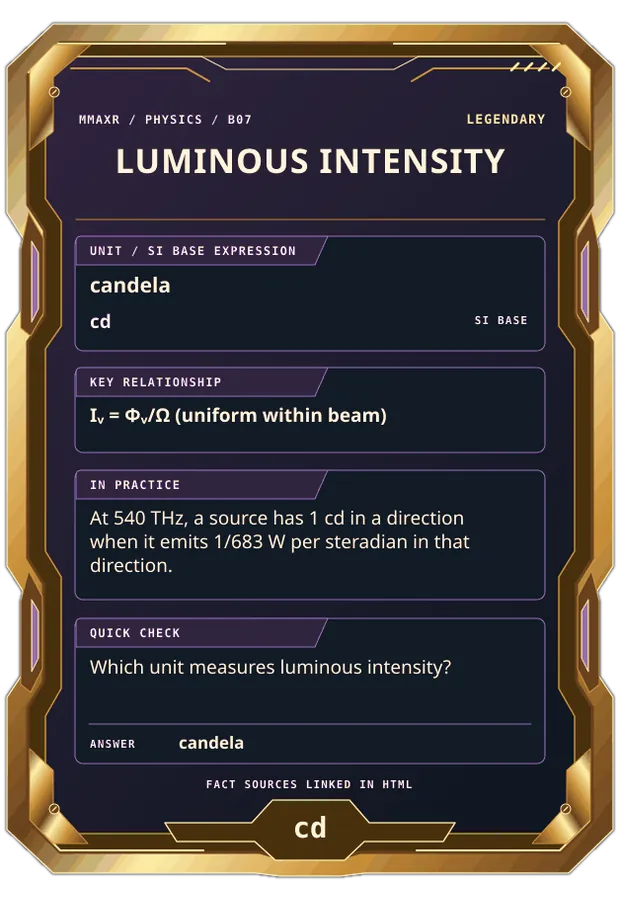 MMAXR / PHYSICS / B07
LEGENDARY
LUMINOUS INTENSITY
UNIT / SI BASE EXPRESSION
candela
cd
SI BASE
KEY RELATIONSHIP
Iᵥ = Φᵥ/Ω (uniform within beam)
IN PRACTICE
At 540 THz, a source has 1 cd in a direction
when it emits 1/683 W per steradian in that
direction.
QUICK CHECK
Which unit measures luminous intensity?
ANSWER candela
FACT SOURCES LINKED IN HTML
cd